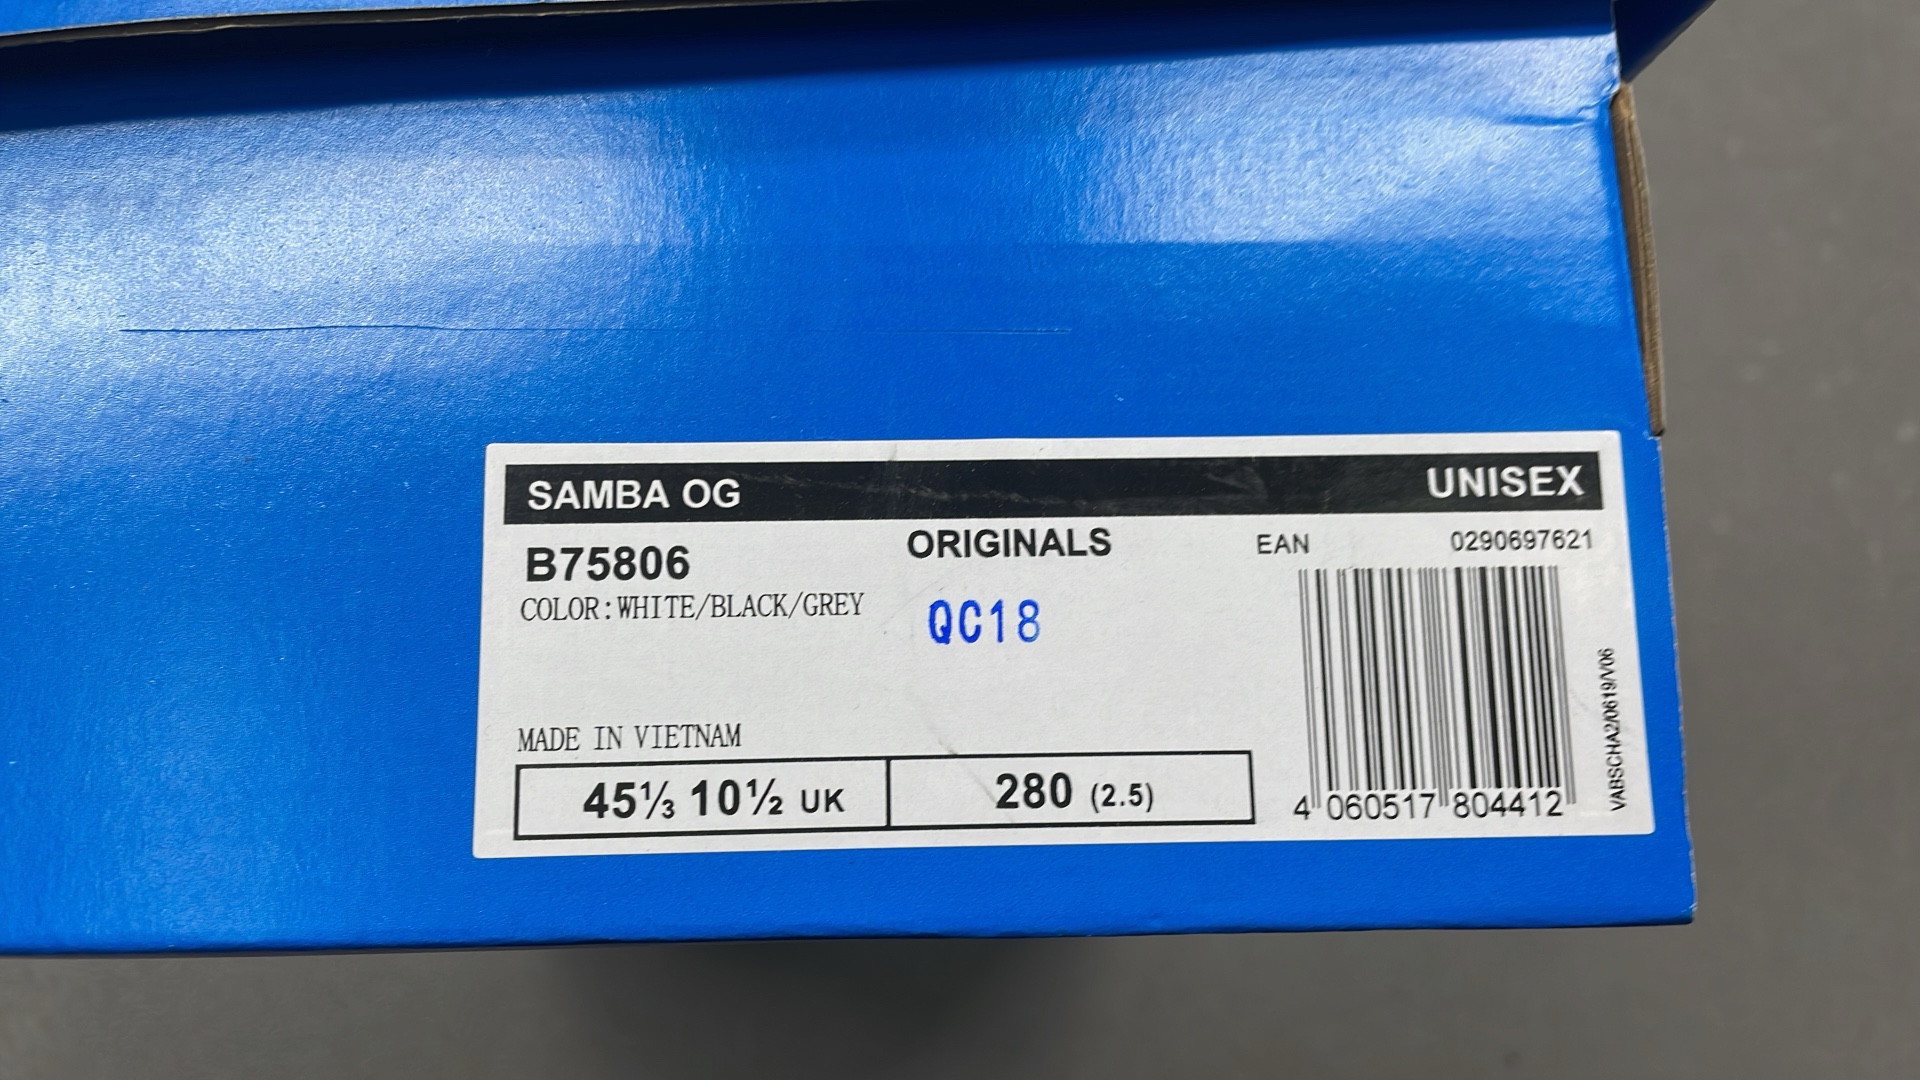 SAMBA OG UNISEX
B75806 ORIGINALS EAN 0290697621
COLOR:WHITE/BLACK/GREY
QC18
MADE IN VIETNAM
45⅓ 10½ UK 280 (2.5)
4 060517 804412
VABSCHA2/0619/V06